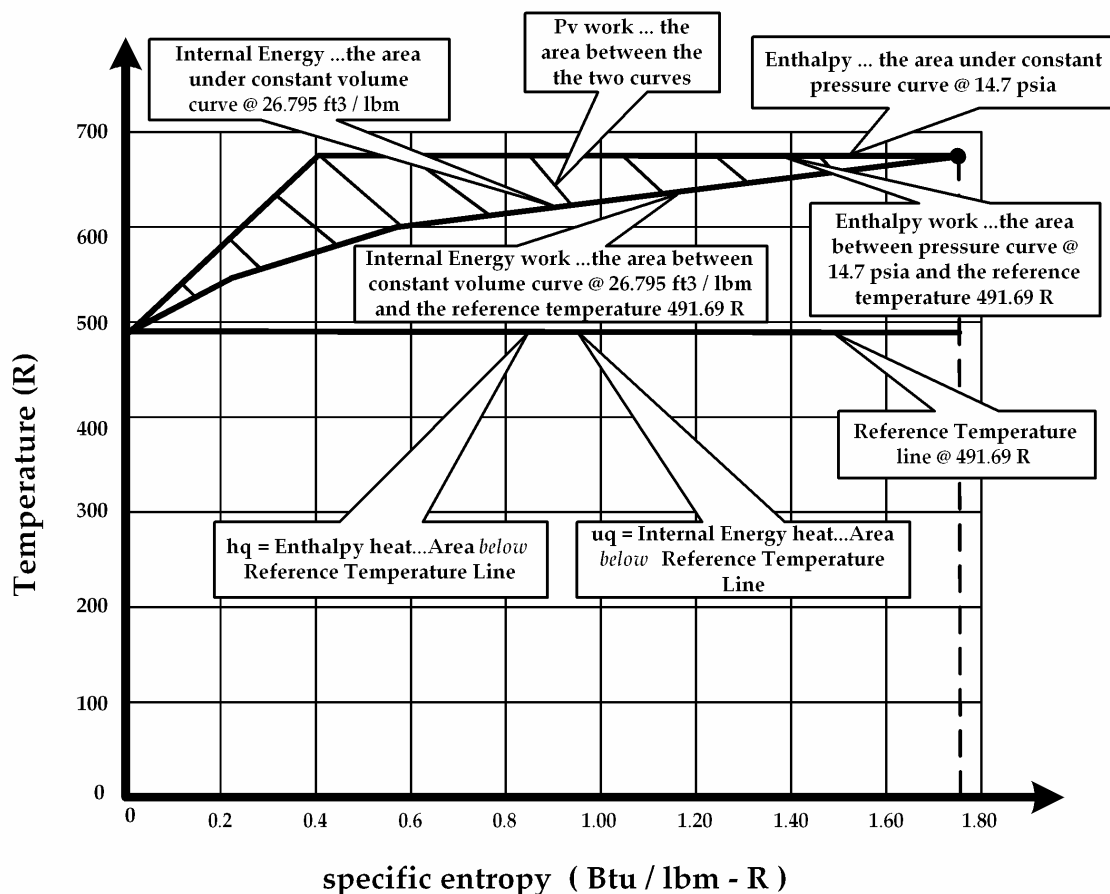 Internal Energy ...the area
under constant volume
curve @ 26.795 ft3 / lbm
Pv work ... the
area between the
the two curves
Enthalpy ... the area under constant
pressure curve @ 14.7 psia
700
600
500
400
300
200
100
0
Temperature (R)
Internal Energy work ...the area between
constant volume curve @ 26.795 ft3 / lbm
and the reference temperature 491.69 R
Enthalpy work ...the area
between pressure curve @
14.7 psia and the reference
temperature 491.69 R
Reference Temperature
line @ 491.69 R
hq = Enthalpy heat...Area below
Reference Temperature Line
uq = Internal Energy heat...Area
below Reference Temperature
Line
0 0.2 0.4 0.6 0.8 1.00 1.20 1.40 1.60 1.80
specific entropy ( Btu / lbm - R )